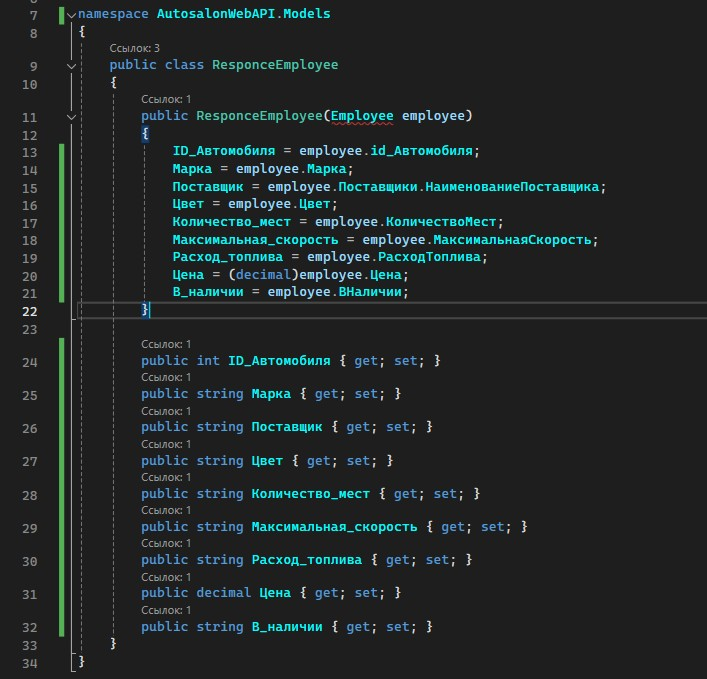 7 namespace AutosalonWebAPI.Models
8 {
Ссылок: 3
9 public class ResponceEmployee
10 {
Ссылок: 1
11 public ResponceEmployee(Employee employee)
12 {
13 ID_Автомобиля = employee.id_Автомобиля;
14 Марка = employee.Марка;
15 Поставщик = employee.Поставщики.НаименованиеПоставщика;
16 Цвет = employee.Цвет;
17 Количество_мест = employee.КоличествоМест;
18 Максимальная_скорость = employee.МаксимальнаяСкорость;
19 Расход_топлива = employee.РасходТоплива;
20 Цена = (decimal)employee.Цена;
21 В_наличии = employee.ВНаличии;
22 }
23
Ссылок: 1
24 public int ID_Автомобиля { get; set; }
Ссылок: 1
25 public string Марка { get; set; }
Ссылок: 1
26 public string Поставщик { get; set; }
Ссылок: 1
27 public string Цвет { get; set; }
Ссылок: 1
28 public string Количество_мест { get; set; }
Ссылок: 1
29 public string Максимальная_скорость { get; set; }
Ссылок: 1
30 public string Расход_топлива { get; set; }
Ссылок: 1
31 public decimal Цена { get; set; }
Ссылок: 1
32 public string В_наличии { get; set; }
33 }
34 }